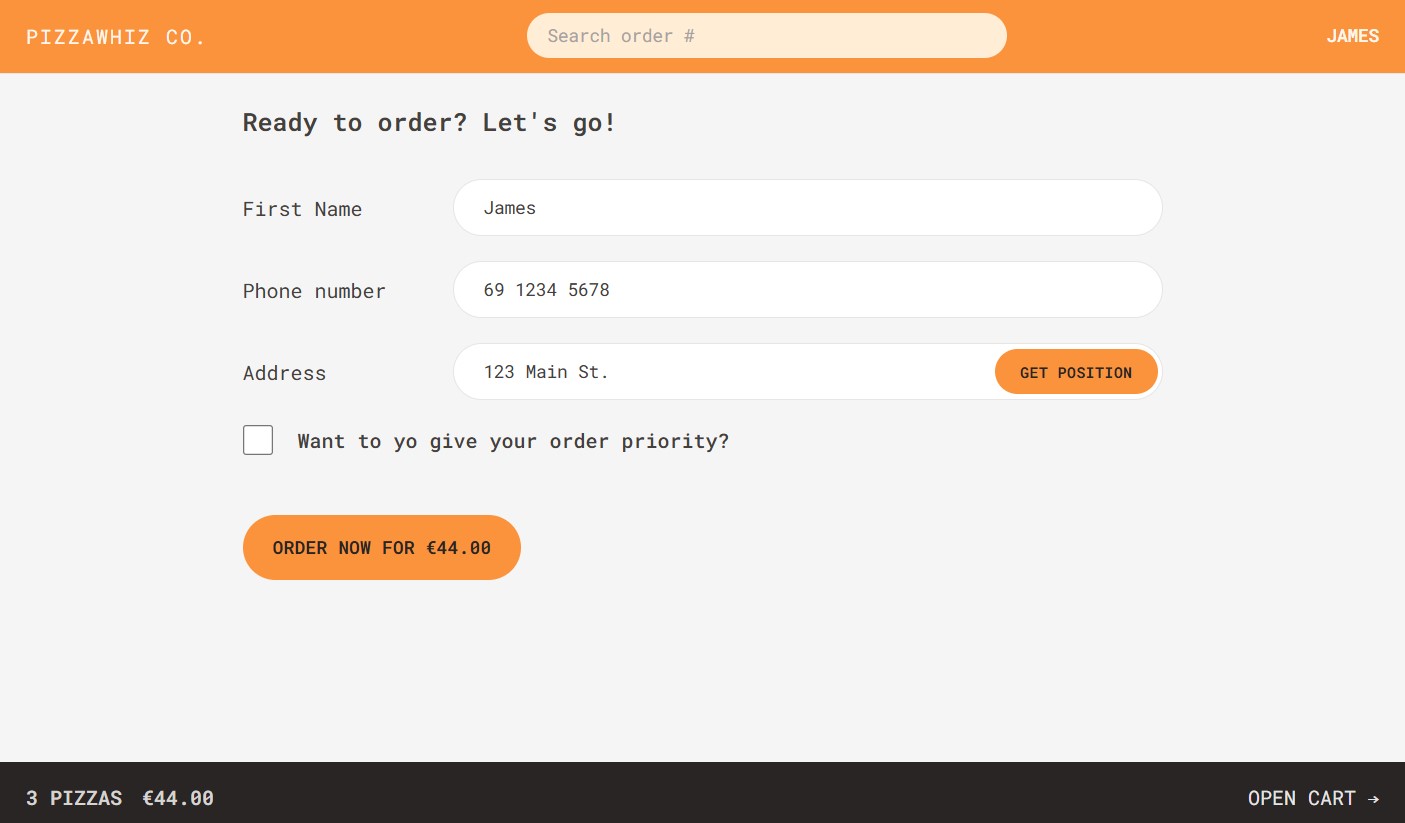 PIZZAWHIZ CO.
Search order #
JAMES
Ready to order? Let's go!
First Name
James
Phone number
69 1234 5678
Address
123 Main St.
GET POSITION
Want to yo give your order priority?
ORDER NOW FOR €44.00
3 PIZZAS €44.00
OPEN CART →